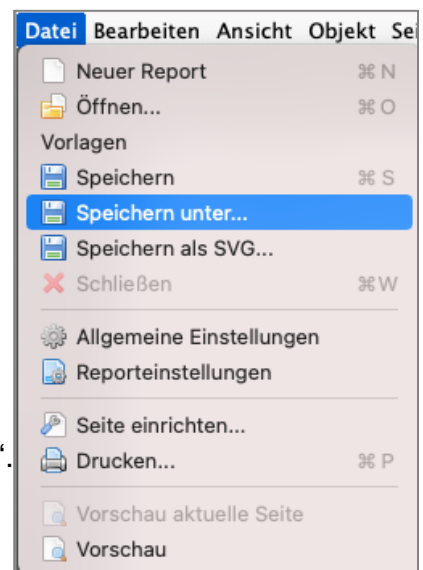 Datei Bearbeiten Ansicht Objekt Sei
Neuer Report ⌘ N
Öffnen... ⌘ O
Vorlagen
Speichern ⌘ S
Speichern unter...
Speichern als SVG...
Schließen ⌘ W
Allgemeine Einstellungen
Reporteinstellungen
Seite einrichten...
“.
Drucken... ⌘ P
Vorschau aktuelle Seite
Vorschau